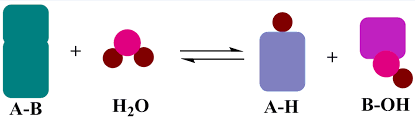 + +
A-B H₂O A-H B-OH